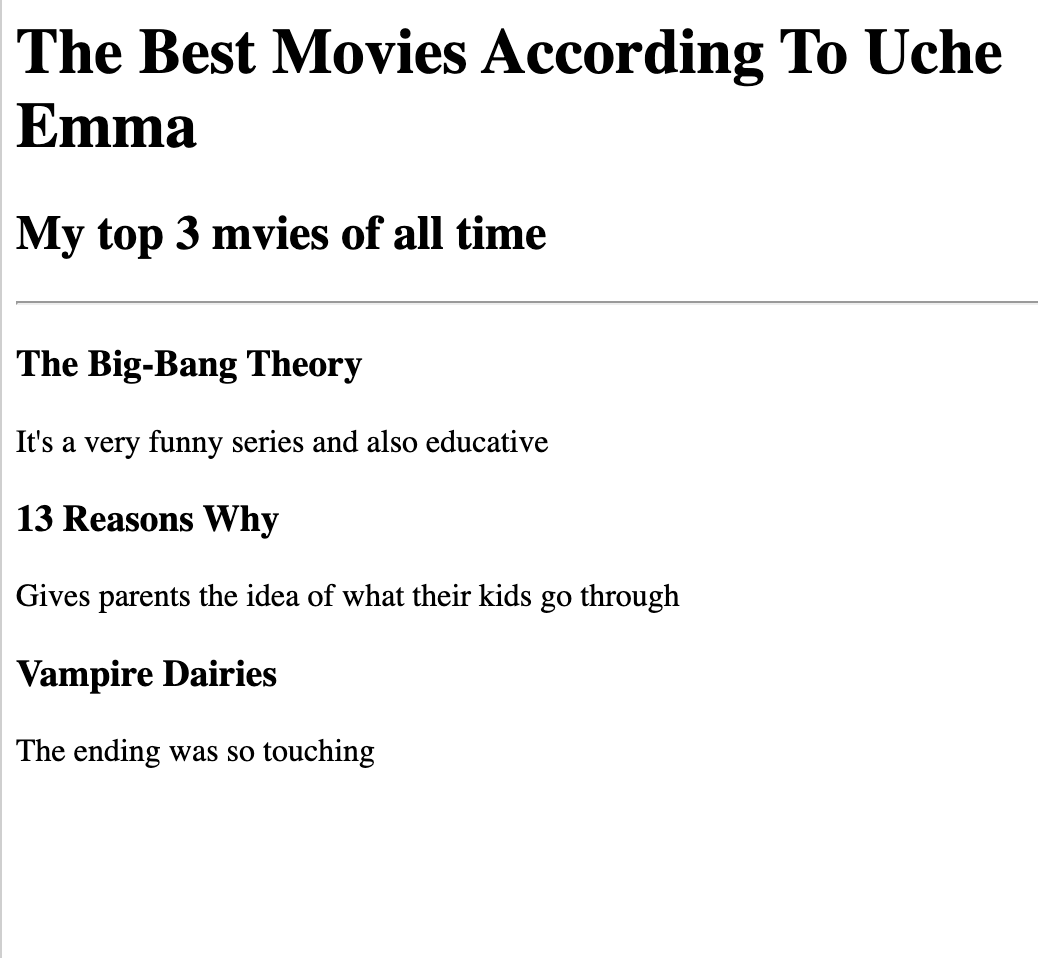 The Best Movies According To Uche
Emma
My top 3 mvies of all time
The Big-Bang Theory
It's a very funny series and also educative
13 Reasons Why
Gives parents the idea of what their kids go through
Vampire Dairies
The ending was so touching